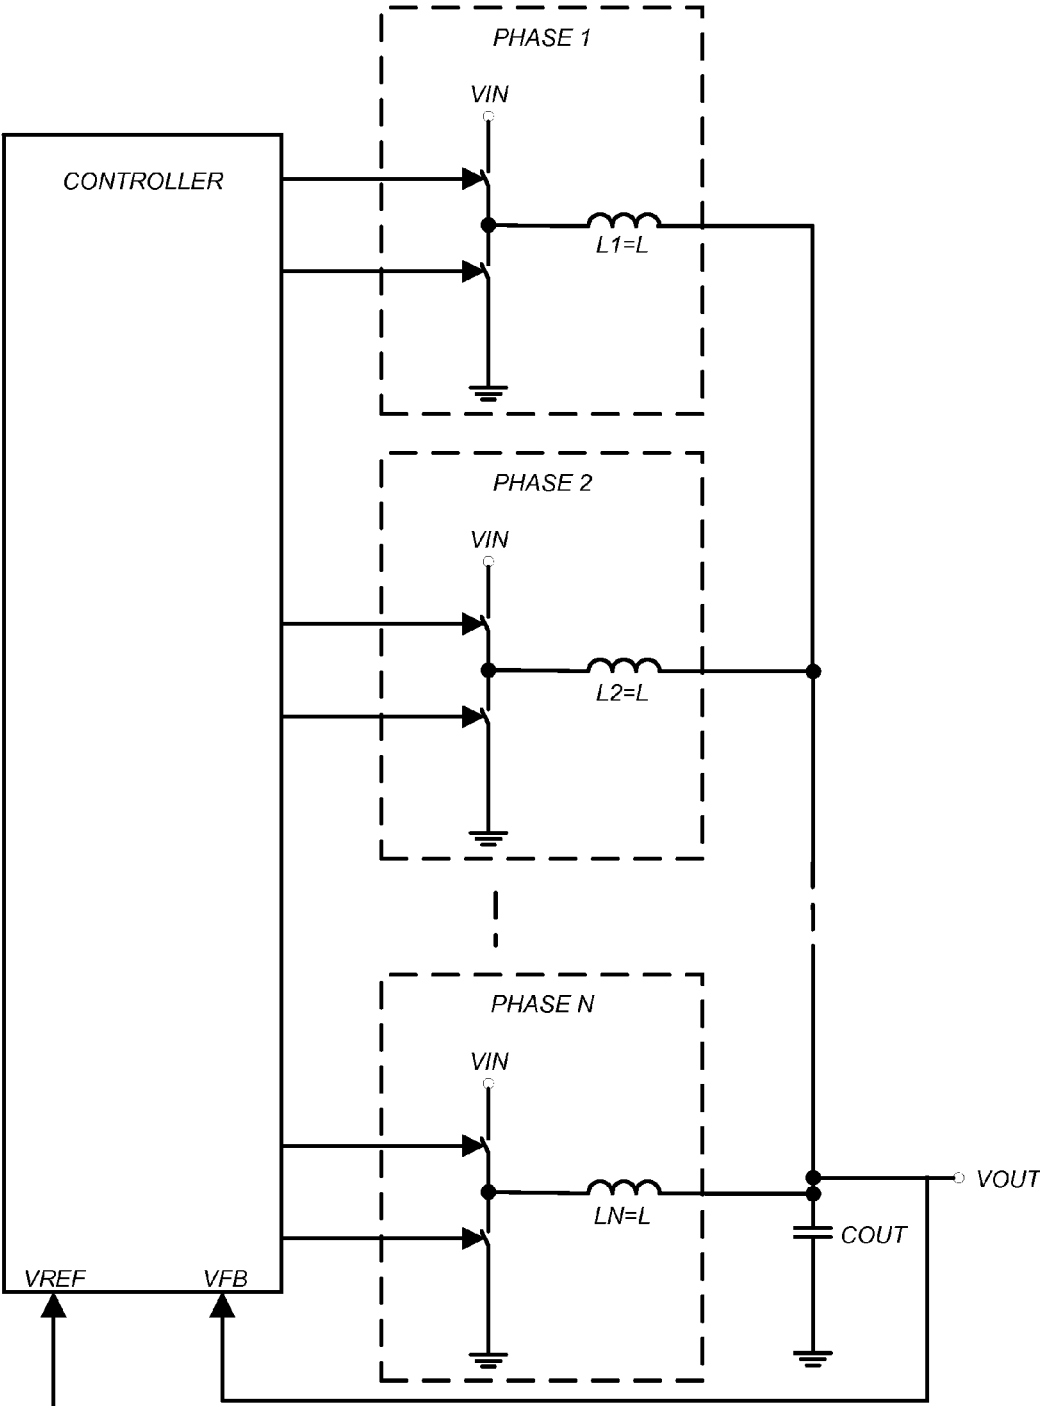 PHASE 1
VIN
CONTROLLER
L1=L
PHASE 2
VIN
L2=L
PHASE N
VIN
LN=L
VOUT
COUT
VREF
VFB